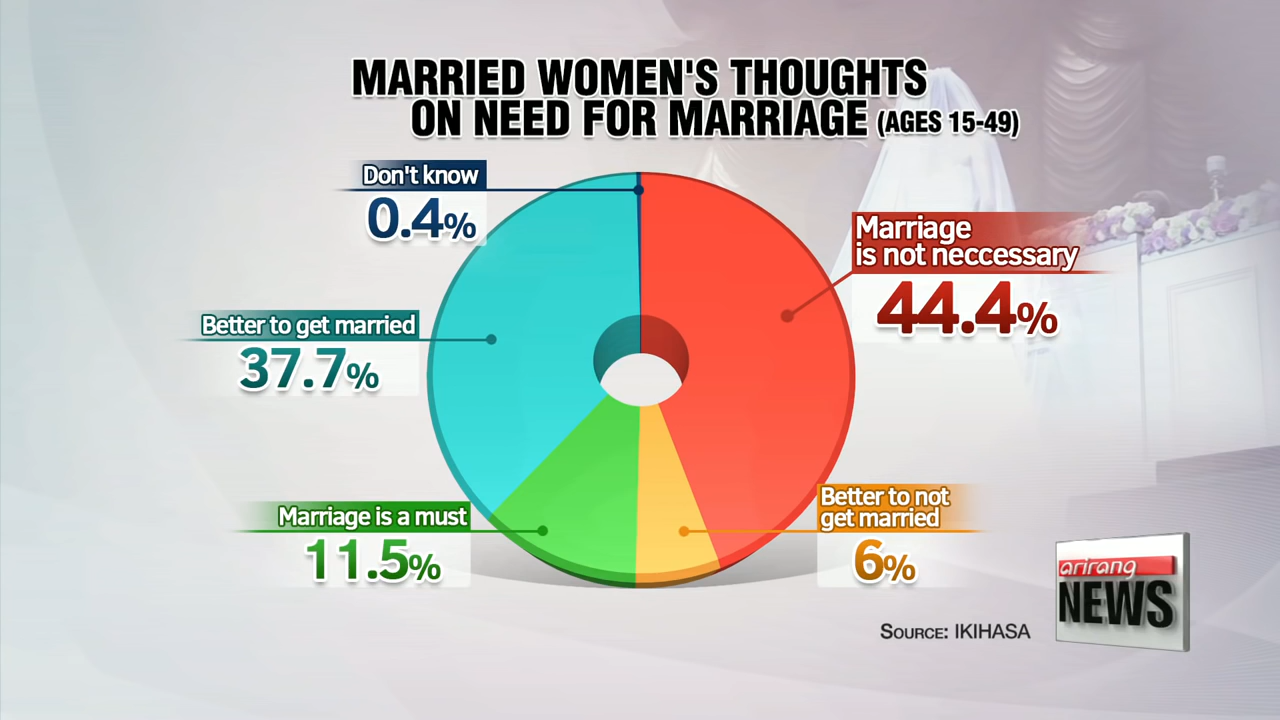 MARRIED WOMEN'S THOUGHTS
ON NEED FOR MARRIAGE (AGES 15-49)
Don't know
0.4%
Marriage
is not neccessary
44.4%
Better to get married
37.7%
Better to not
get married
6%
Marriage is a must
11.5%
SOURCE: IKIHASA
arirang
NEWS